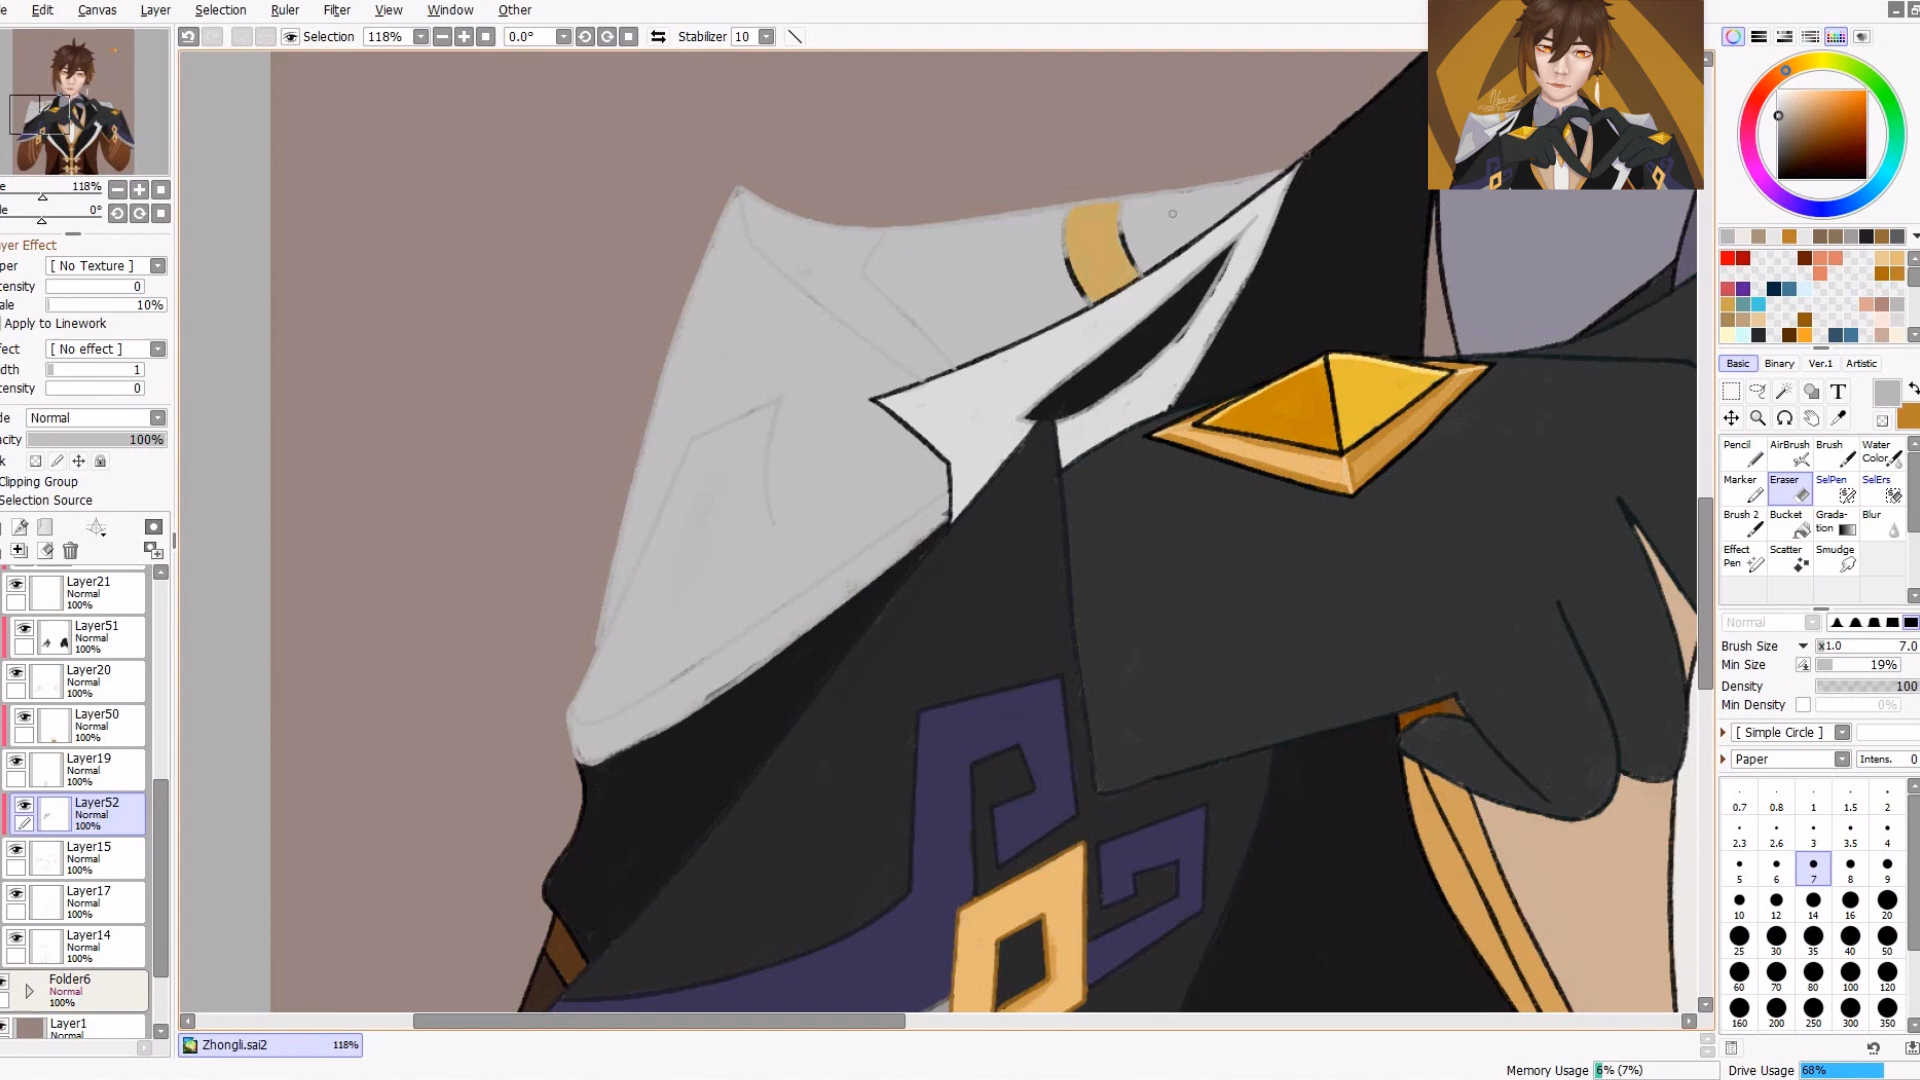 Edit Canvas Layer Selection Ruler Filter View Window Other
Selection 118% 0.0° Stabilizer 10
118%
0°
[ No Texture ]
0
10%
Apply to Linework
[ No effect ]
1
0
Normal
100%
Clipping Group
Selection Source
Layer21
Normal
100%
Layer51
Normal
100%
Layer20
Normal
100%
Layer50
Normal
100%
Layer19
Normal
100%
Layer52
Normal
100%
Layer15
Normal
100%
Layer17
Normal
100%
Layer14
Normal
100%
Folder6
Normal
100%
Layer1
Normal
Zhongli.sai2 118%
Basic Binary Ver.1 Artistic
T
Pencil AirBrush Brush Water Color
Marker Eraser SelPen SelErs
Brush 2 Bucket Grada-tion Blur
Effect Pen Scatter Smudge
Normal
Brush Size x1.0 7.0
Min Size 19%
Density 100
Min Density 0%
[ Simple Circle ]
Paper Intens. 0
0.7 0.8 1 1.5 2
2.3 2.6 3 3.5 4
5 6 7 8 9
10 12 14 16 20
25 30 35 40 50
60 70 80 100 120
160 200 250 300 350
Memory Usage 6% (7%) Drive Usage 68%